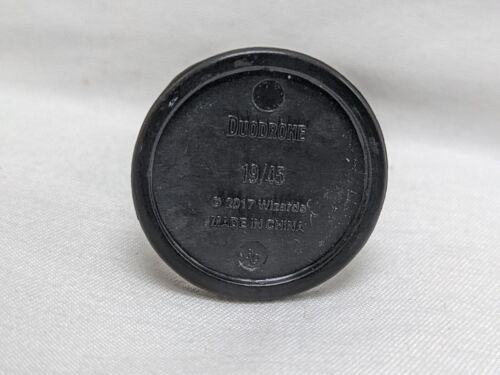 DUODRONE
19/45
© 2017 Wizards
MADE IN CHINA